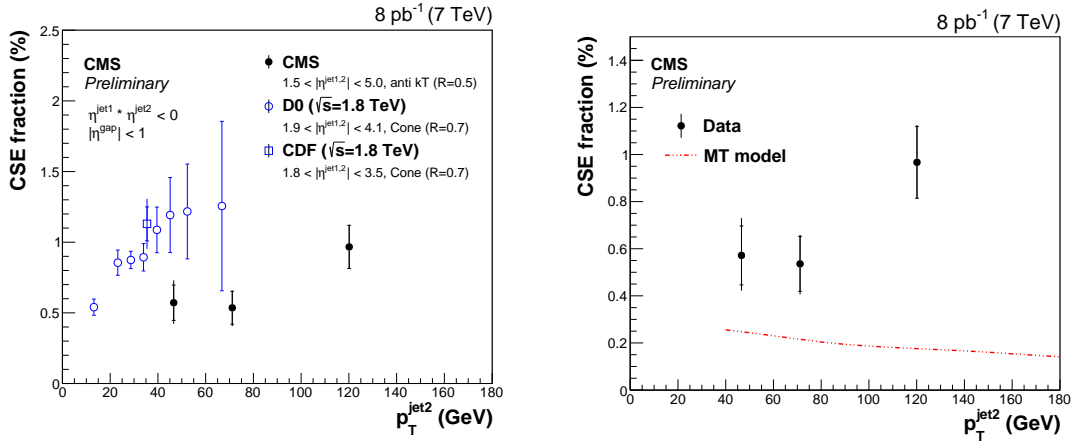 8 pb⁻¹ (7 TeV)
CSE fraction (%)
2.5
2
1.5
1
0.5
0
CMS
Preliminary
η^jet1 * η^jet2 < 0
|η^gap| < 1
CMS
1.5 < |η^jet1,2| < 5.0, anti kT (R=0.5)
D0 (√s=1.8 TeV)
1.9 < |η^jet1,2| < 4.1, Cone (R=0.7)
CDF (√s=1.8 TeV)
1.8 < |η^jet1,2| < 3.5, Cone (R=0.7)
0 20 40 60 80 100 120 140 160 180
p_T^jet2 (GeV)
8 pb⁻¹ (7 TeV)
CSE fraction (%)
1.4
1.2
1
0.8
0.6
0.4
0.2
0
CMS
Preliminary
Data
MT model
0 20 40 60 80 100 120 140 160 180
p_T^jet2 (GeV)